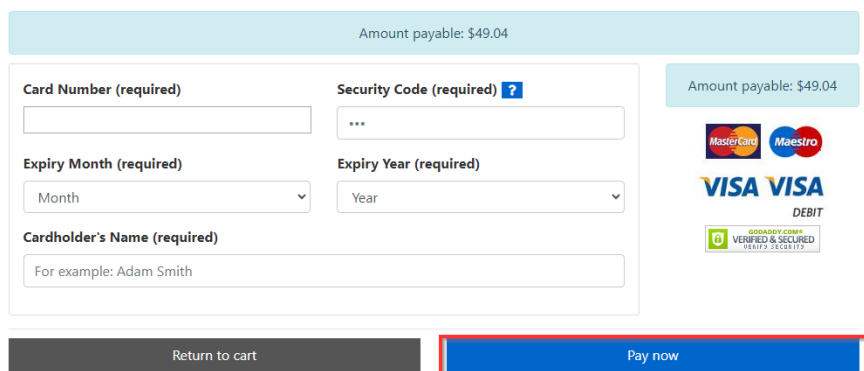 Amount payable: $49.04
Card Number (required)
Security Code (required) ?
•••
Expiry Month (required)
Expiry Year (required)
Month
Year
Cardholder's Name (required)
For example: Adam Smith
Amount payable: $49.04
MasterCard Maestro
VISA VISA
DEBIT
GODADDY.COM®
VERIFIED & SECURED
VERIFY SECURITY
Return to cart
Pay now